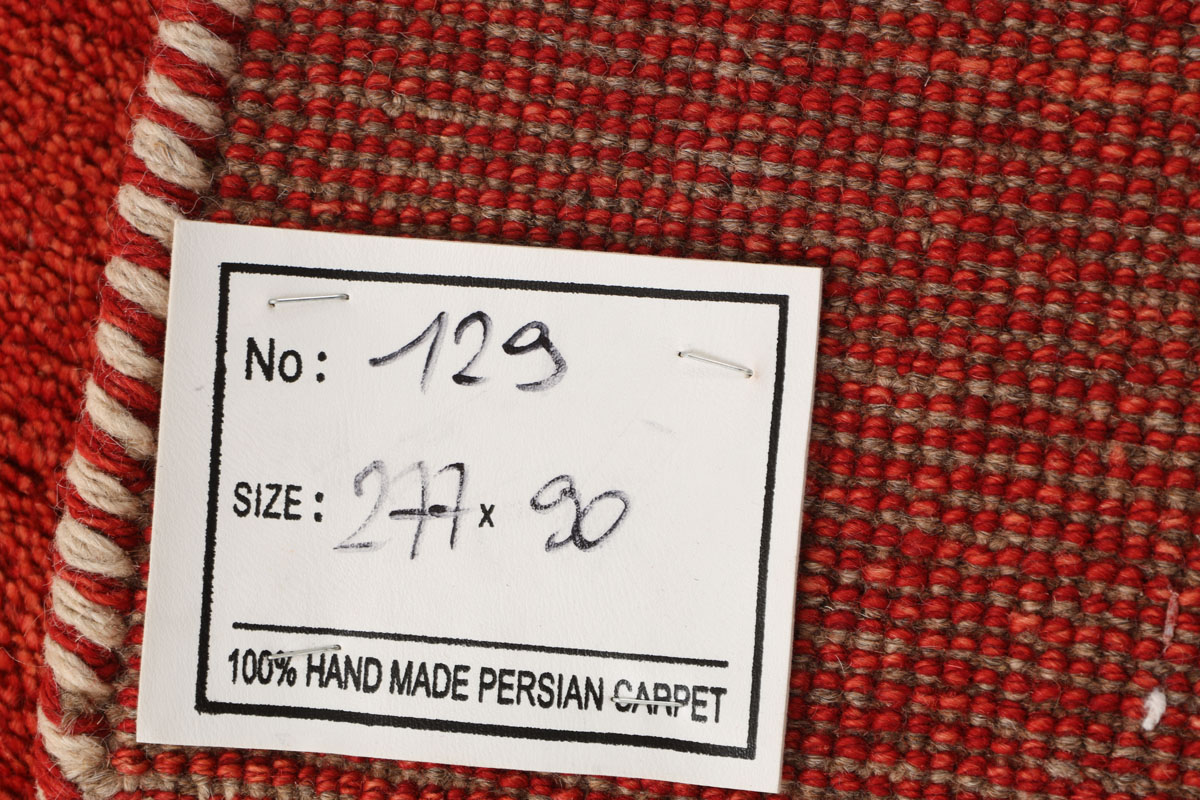 No: 129
SIZE: 277 x 90
100% HAND MADE PERSIAN CARPET